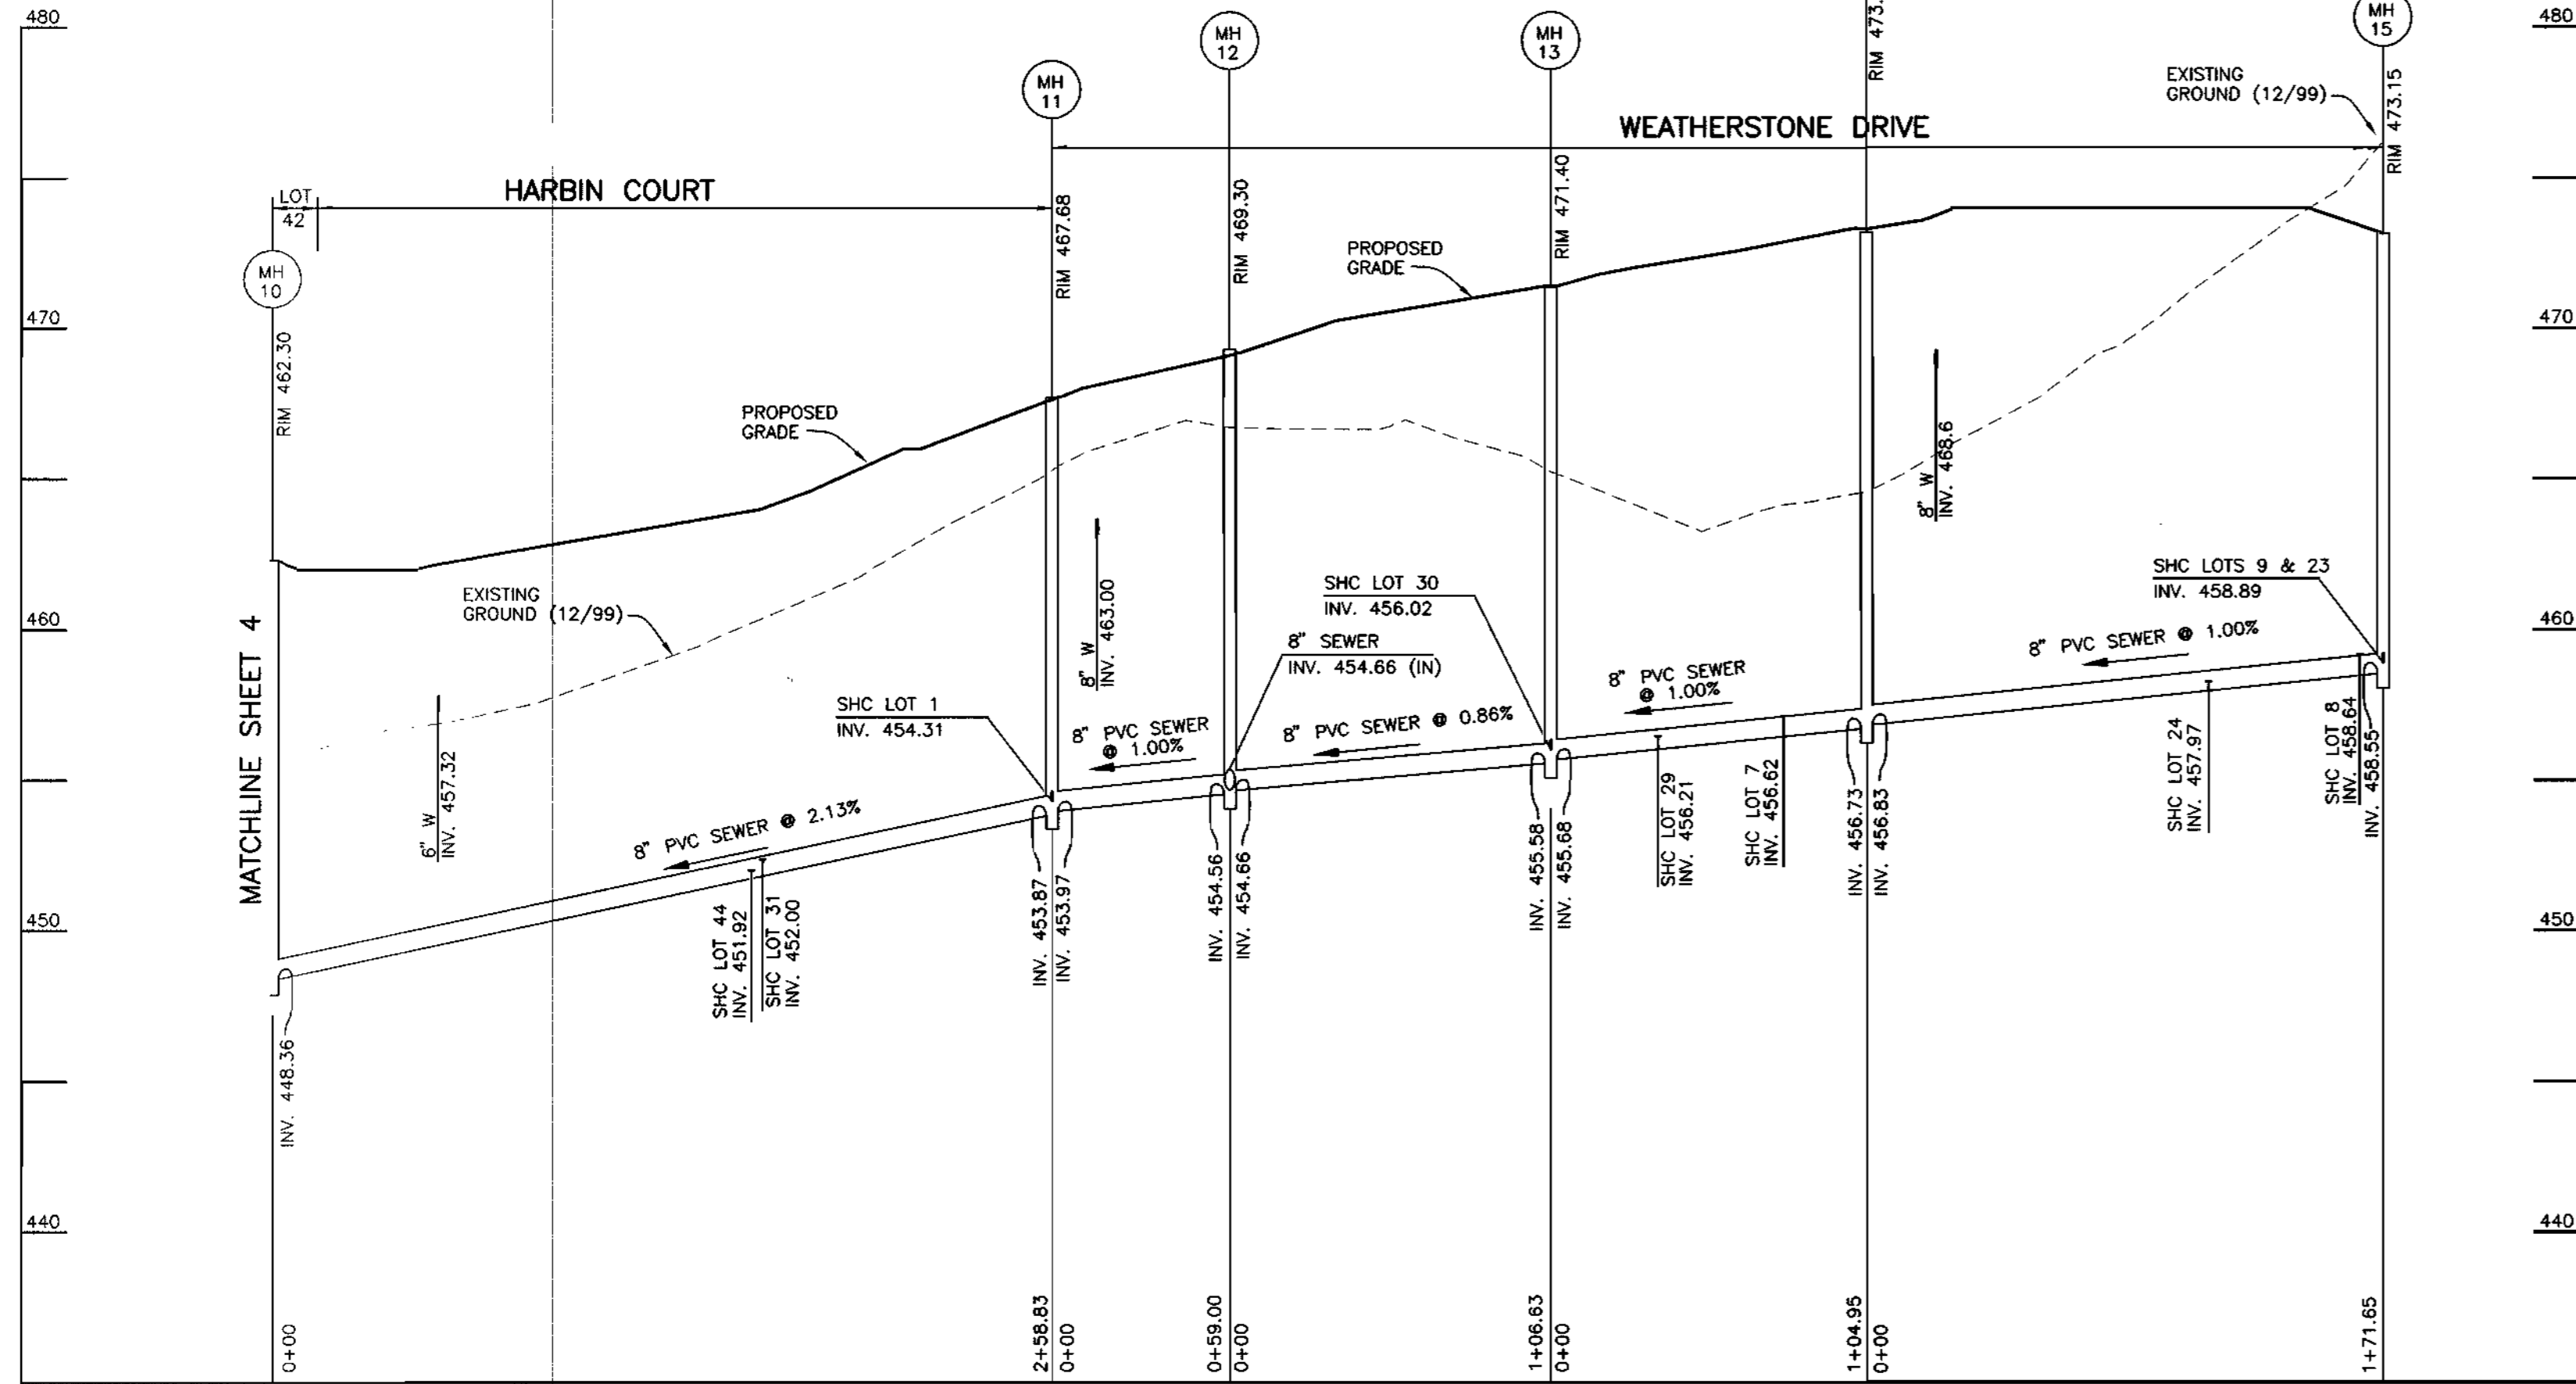 480
480
MH
10
MH
11
MH
12
MH
13
MH
15
RIM 462.30
RIM 467.68
RIM 469.30
RIM 471.40
RIM 473.
RIM 473.15
EXISTING
GROUND (12/99)
WEATHERSTONE DRIVE
HARBIN COURT
LOT
42
PROPOSED
GRADE
470
470
PROPOSED
GRADE
EXISTING
GROUND (12/99)
MATCHLINE SHEET 4
6" W
INV. 457.32
8" W
INV. 463.00
8" W
INV. 468.6
460
460
SHC LOT 1
INV. 454.31
SHC LOT 30
INV. 456.02
8" SEWER
INV. 454.66 (IN)
SHC LOTS 9 & 23
INV. 458.89
8" PVC SEWER @ 2.13%
8" PVC SEWER
@ 1.00%
8" PVC SEWER @ 0.86%
8" PVC SEWER
@ 1.00%
8" PVC SEWER @ 1.00%
SHC LOT 44
INV. 451.92
SHC LOT 31
INV. 452.00
SHC LOT 29
INV. 456.21
SHC LOT 7
INV. 456.62
SHC LOT 24
INV. 457.97
SHC LOT 8
INV. 458.64
INV. 458.55
450
450
INV. 448.36
INV. 453.87
INV. 453.97
INV. 454.56
INV. 454.66
INV. 455.58
INV. 455.68
INV. 456.73
INV. 456.83
440
440
0+00
2+58.83
0+00
0+59.00
0+00
1+06.63
0+00
1+04.95
0+00
1+71.65